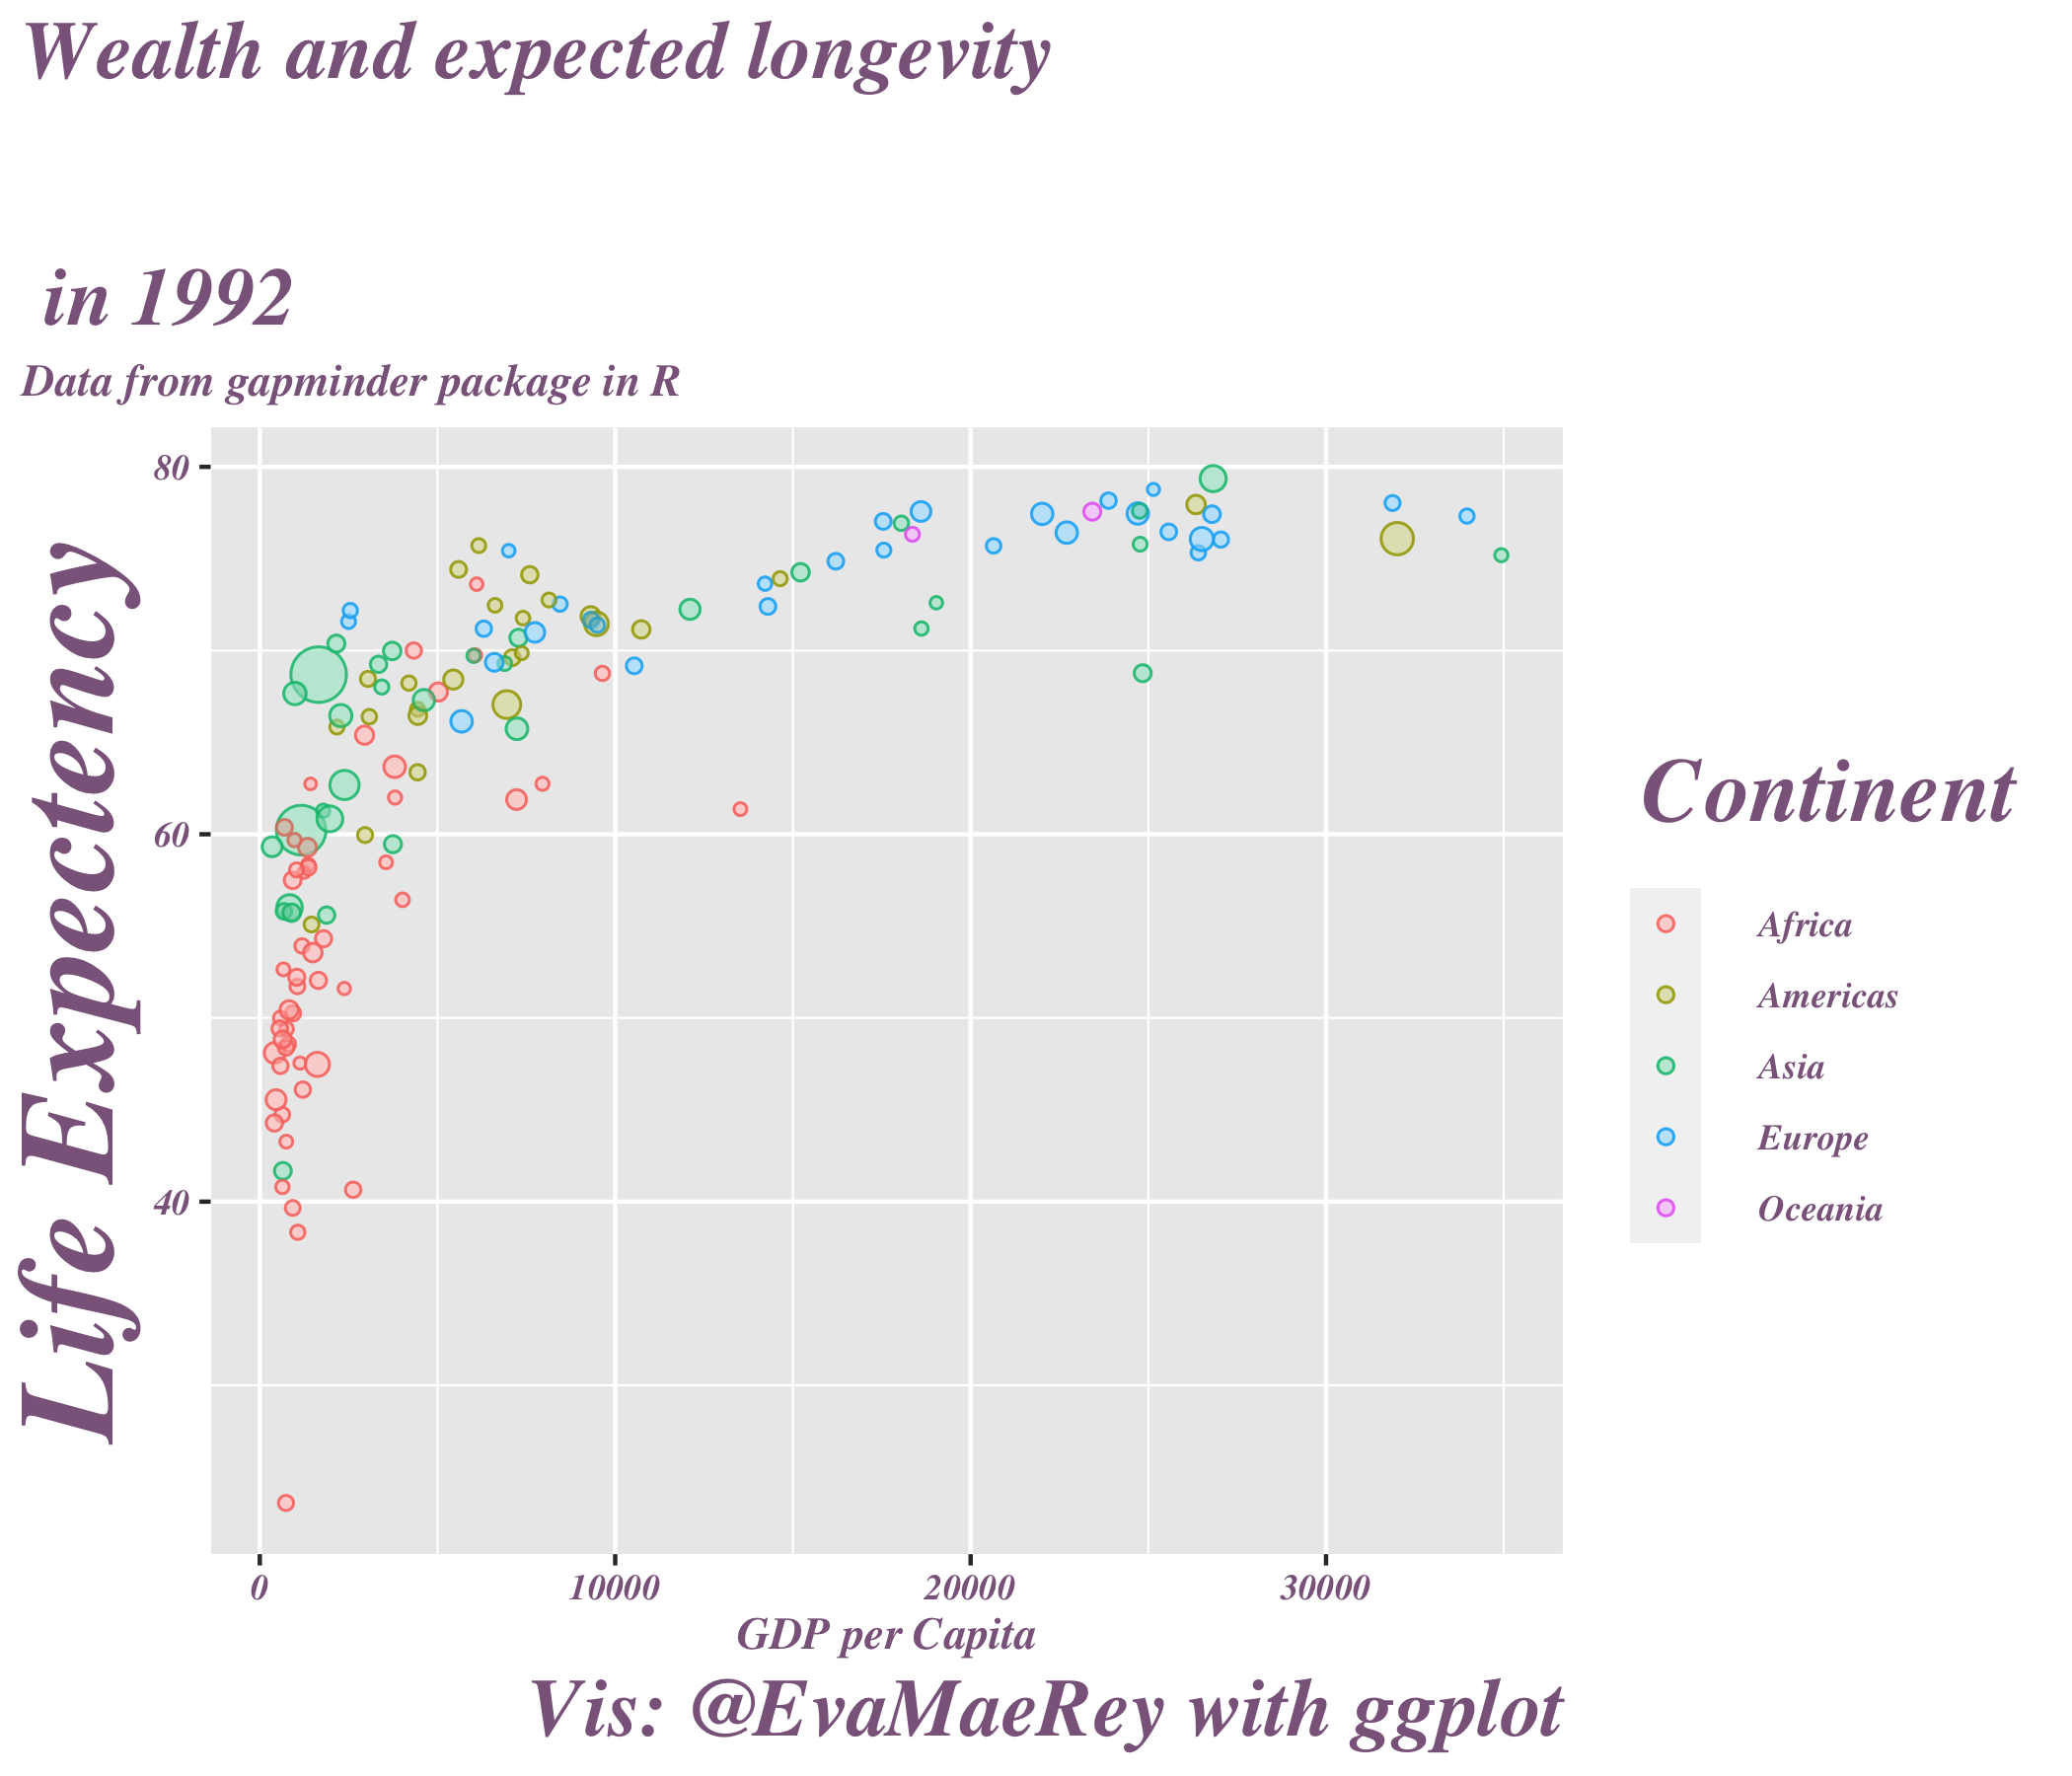 Wealth and expected longevity
in 1992
Data from gapminder package in R
Life Expectency
80
60
40
0 10000 20000 30000
GDP per Capita
Continent
Africa
Americas
Asia
Europe
Oceania
Vis: @EvaMaeRey with ggplot